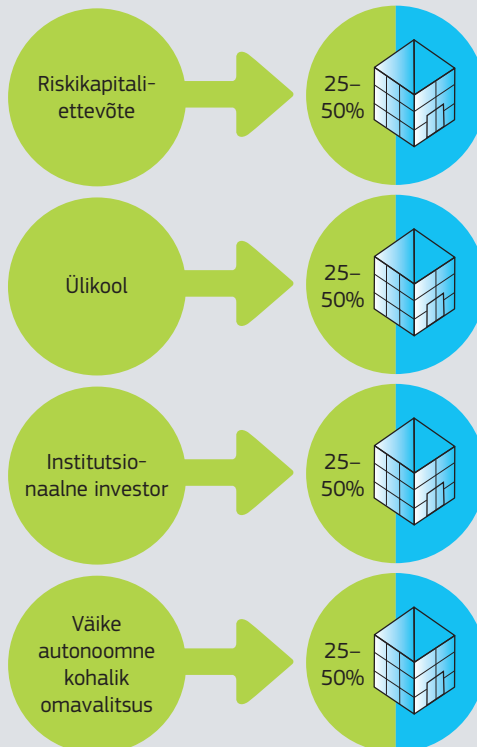 Riskikapitali-
ettevõte
25–
50%
Ülikool
25–
50%
Institutsio-
naalne investor
25–
50%
Väike
autonoomne
kohalik
omavalitsus
25–
50%